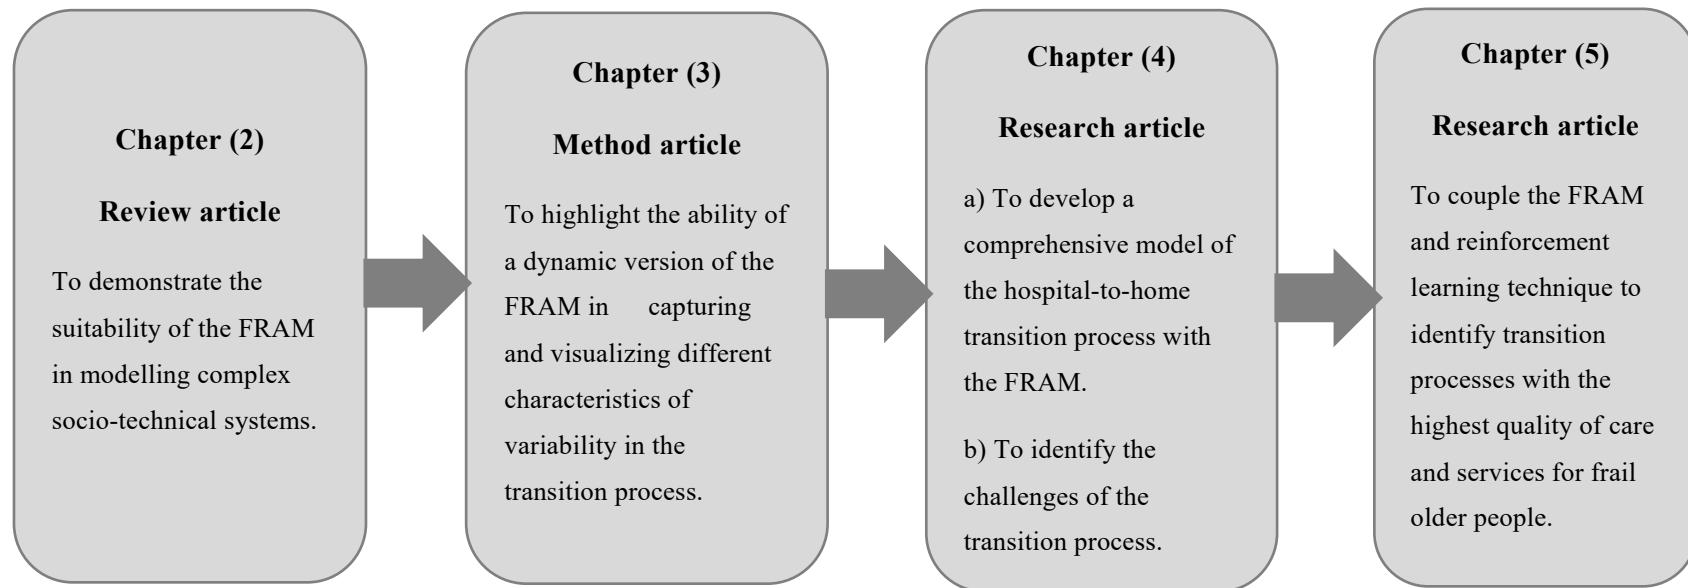 Chapter (2)
Review article
To demonstrate the
suitability of the FRAM
in modelling complex
socio-technical systems.
Chapter (3)
Method article
To highlight the ability of
a dynamic version of the
FRAM in capturing
and visualizing different
characteristics of
variability in the
transition process.
Chapter (4)
Research article
a) To develop a
comprehensive model of
the hospital-to-home
transition process with
the FRAM.
b) To identify the
challenges of the
transition process.
Chapter (5)
Research article
To couple the FRAM
and reinforcement
learning technique to
identify transition
processes with the
highest quality of care
and services for frail
older people.